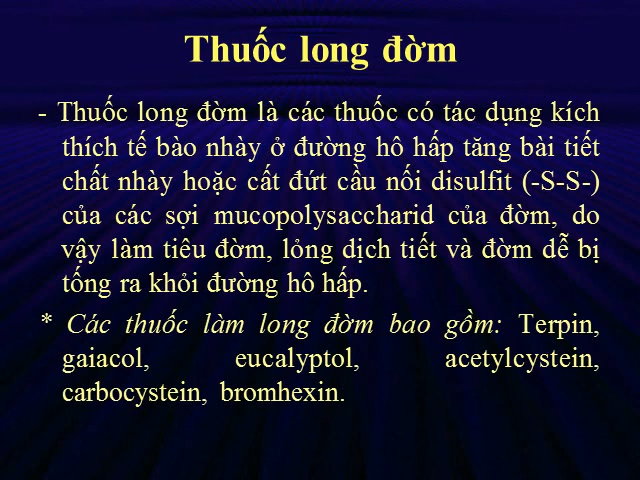 Thuốc long đờm
- Thuốc long đờm là các thuốc có tác dụng kích
thích tế bào nhày ở đường hô hấp tăng bài tiết
chất nhày hoặc cất đứt cầu nối disulfit (-S-S-)
của các sợi mucopolysaccharid của đờm, do
vậy làm tiêu đờm, lỏng dịch tiết và đờm dễ bị
tống ra khỏi đường hô hấp.
* Các thuốc làm long đờm bao gồm: Terpin,
gaiacol, eucalyptol, acetylcystein,
carbocystein, bromhexin.